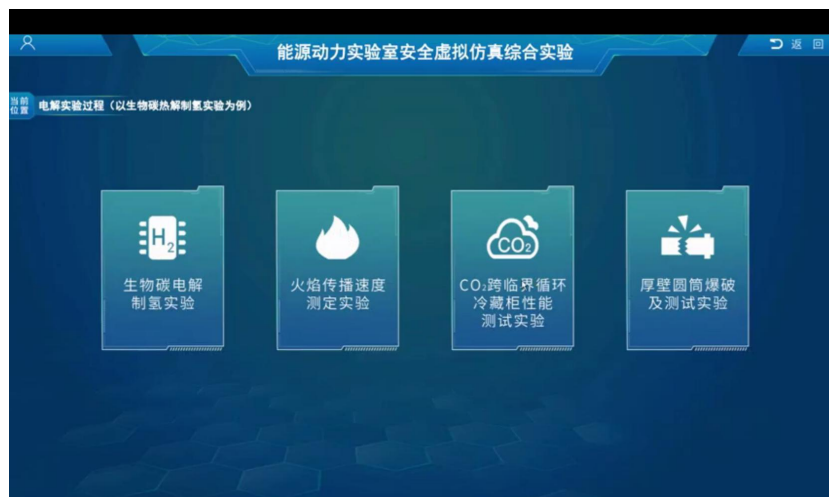 能源动力实验室安全虚拟仿真综合实验
返回
当前
位置
电解实验过程（以生物碳热解制氢实验为例）
H2
生物碳电解
制氢实验
火焰传播速度
测定实验
CO2
CO₂跨临界循环
冷藏柜性能
测试实验
厚壁圆筒爆破
及测试实验